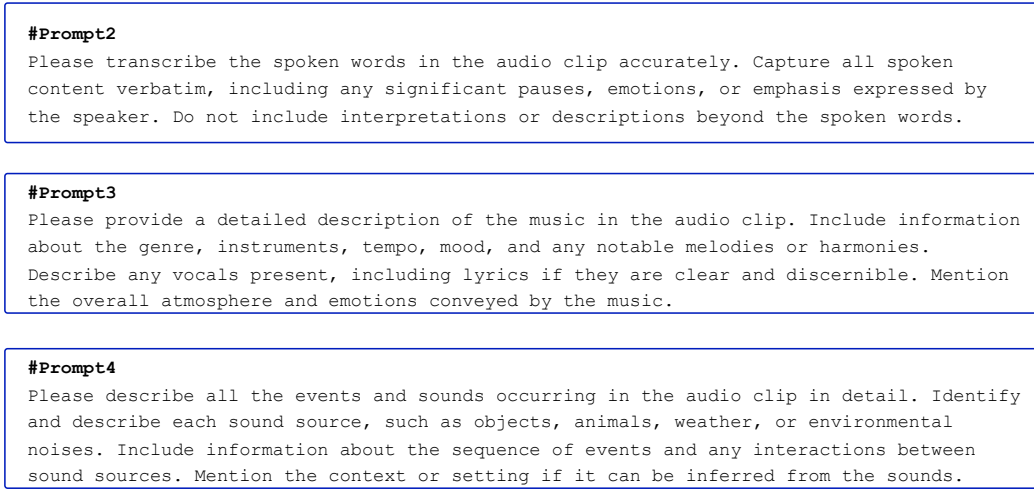 #Prompt2
Please transcribe the spoken words in the audio clip accurately. Capture all spoken
content verbatim, including any significant pauses, emotions, or emphasis expressed by
the speaker. Do not include interpretations or descriptions beyond the spoken words.
#Prompt3
Please provide a detailed description of the music in the audio clip. Include information
about the genre, instruments, tempo, mood, and any notable melodies or harmonies.
Describe any vocals present, including lyrics if they are clear and discernible. Mention
the overall atmosphere and emotions conveyed by the music.
#Prompt4
Please describe all the events and sounds occurring in the audio clip in detail. Identify
and describe each sound source, such as objects, animals, weather, or environmental
noises. Include information about the sequence of events and any interactions between
sound sources. Mention the context or setting if it can be inferred from the sounds.